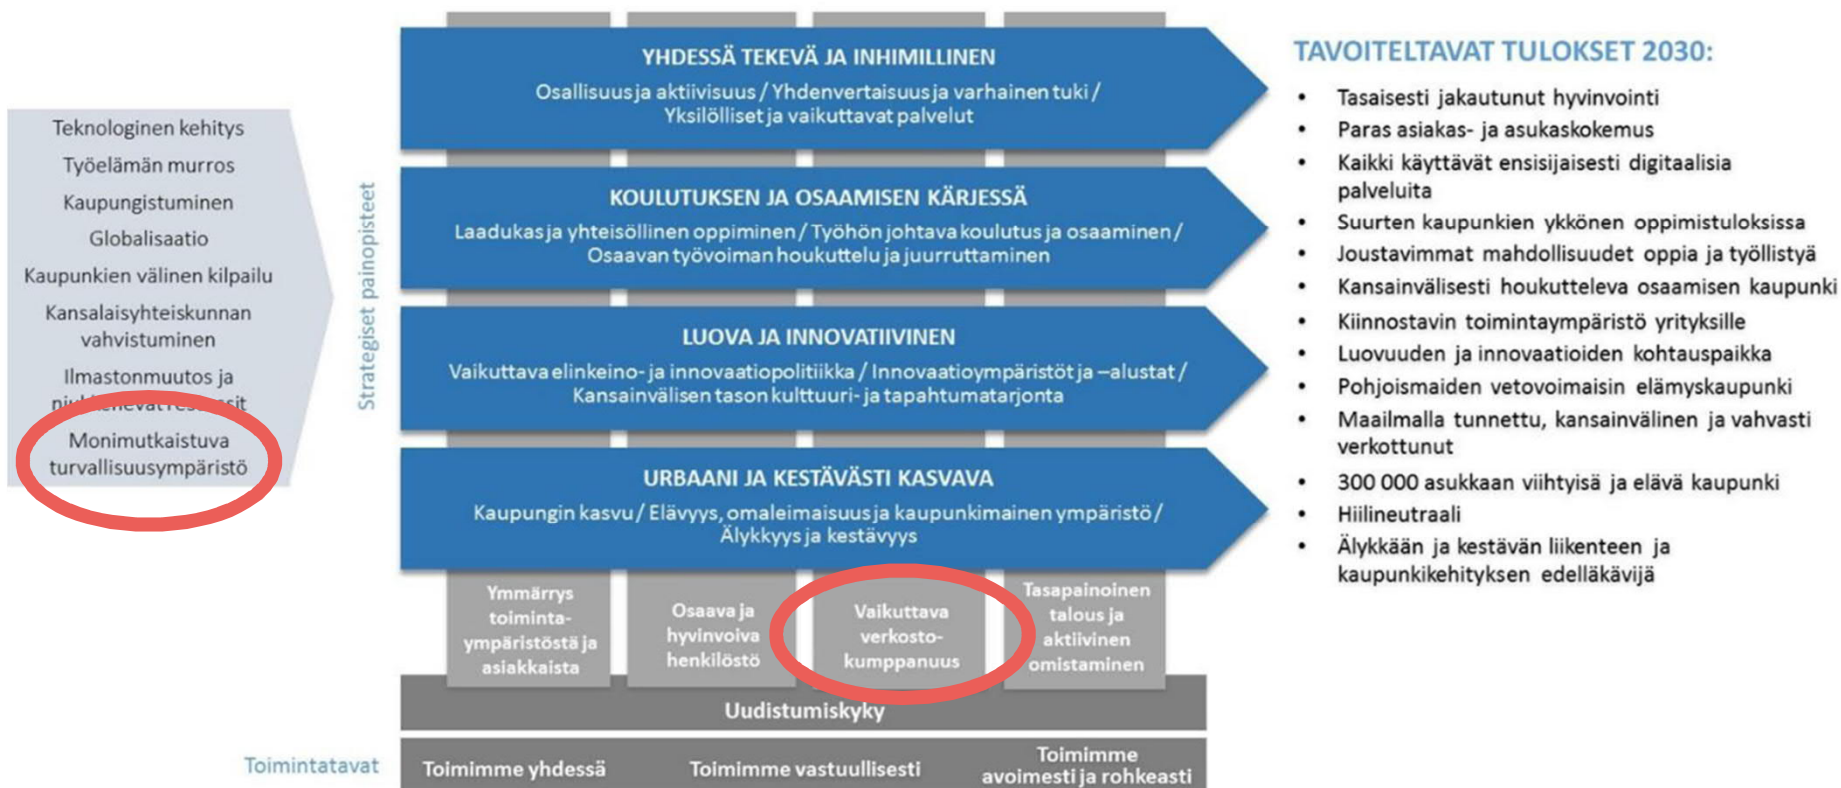 Teknologinen kehitys
Työelämän murros
Kaupungistuminen
Globalisaatio
Kaupunkien välinen kilpailu
Kansalaisyhteiskunnan
vahvistuminen
Ilmastonmuutos ja
niukkenevat resurssit
Monimutkaistuva
turvallisuusympäristö
Strategiset painopisteet
YHDESSÄ TEKEVÄ JA INHIMILLINEN
Osallisuus ja aktiivisuus / Yhdenvertaisuus ja varhainen tuki /
Yksilölliset ja vaikuttavat palvelut
KOULUTUKSEN JA OSAAMISEN KÄRJESSÄ
Laadukas ja yhteisöllinen oppiminen / Työhön johtava koulutus ja osaaminen /
Osaavan työvoiman houkuttelu ja juurruttaminen
LUOVA JA INNOVATIIVINEN
Vaikuttava elinkeino- ja innovaatiopolitiikka / Innovaatioympäristöt ja –alustat /
Kansainvälisen tason kulttuuri- ja tapahtumatarjonta
URBAANI JA KESTÄVÄSTI KASVAVA
Kaupungin kasvu / Elävyys, omaleimaisuus ja kaupunkimainen ympäristö /
Älykkyys ja kestävyys
Ymmärrys
toiminta-
ympäristöstä ja
asiakkaista
Osaava ja
hyvinvoiva
henkilöstö
Vaikuttava
verkosto-
kumppanuus
Tasapainoinen
talous ja
aktiivinen
omistaminen
Uudistumiskyky
Toimintatavat
Toimimme yhdessä
Toimimme vastuullisesti
Toimimme
avoimesti ja rohkeasti
TAVOITELTAVAT TULOKSET 2030:
• Tasaisesti jakautunut hyvinvointi
• Paras asiakas- ja asukaskokemus
• Kaikki käyttävät ensisijaisesti digitaalisia
palveluita
• Suurten kaupunkien ykkönen oppimistuloksissa
• Joustavimmat mahdollisuudet oppia ja työllistyä
• Kansainvälisesti houkutteleva osaamisen kaupunki
• Kiinnostavin toimintaympäristö yrityksille
• Luovuuden ja innovaatioiden kohtauspaikka
• Pohjoismaiden vetovoimaisin elämyskaupunki
• Maailmalla tunnettu, kansainvälinen ja vahvasti
verkottunut
• 300 000 asukkaan viihtyisä ja elävä kaupunki
• Hiilineutraali
• Älykkään ja kestävän liikenteen ja
kaupunkikehityksen edelläkävijä